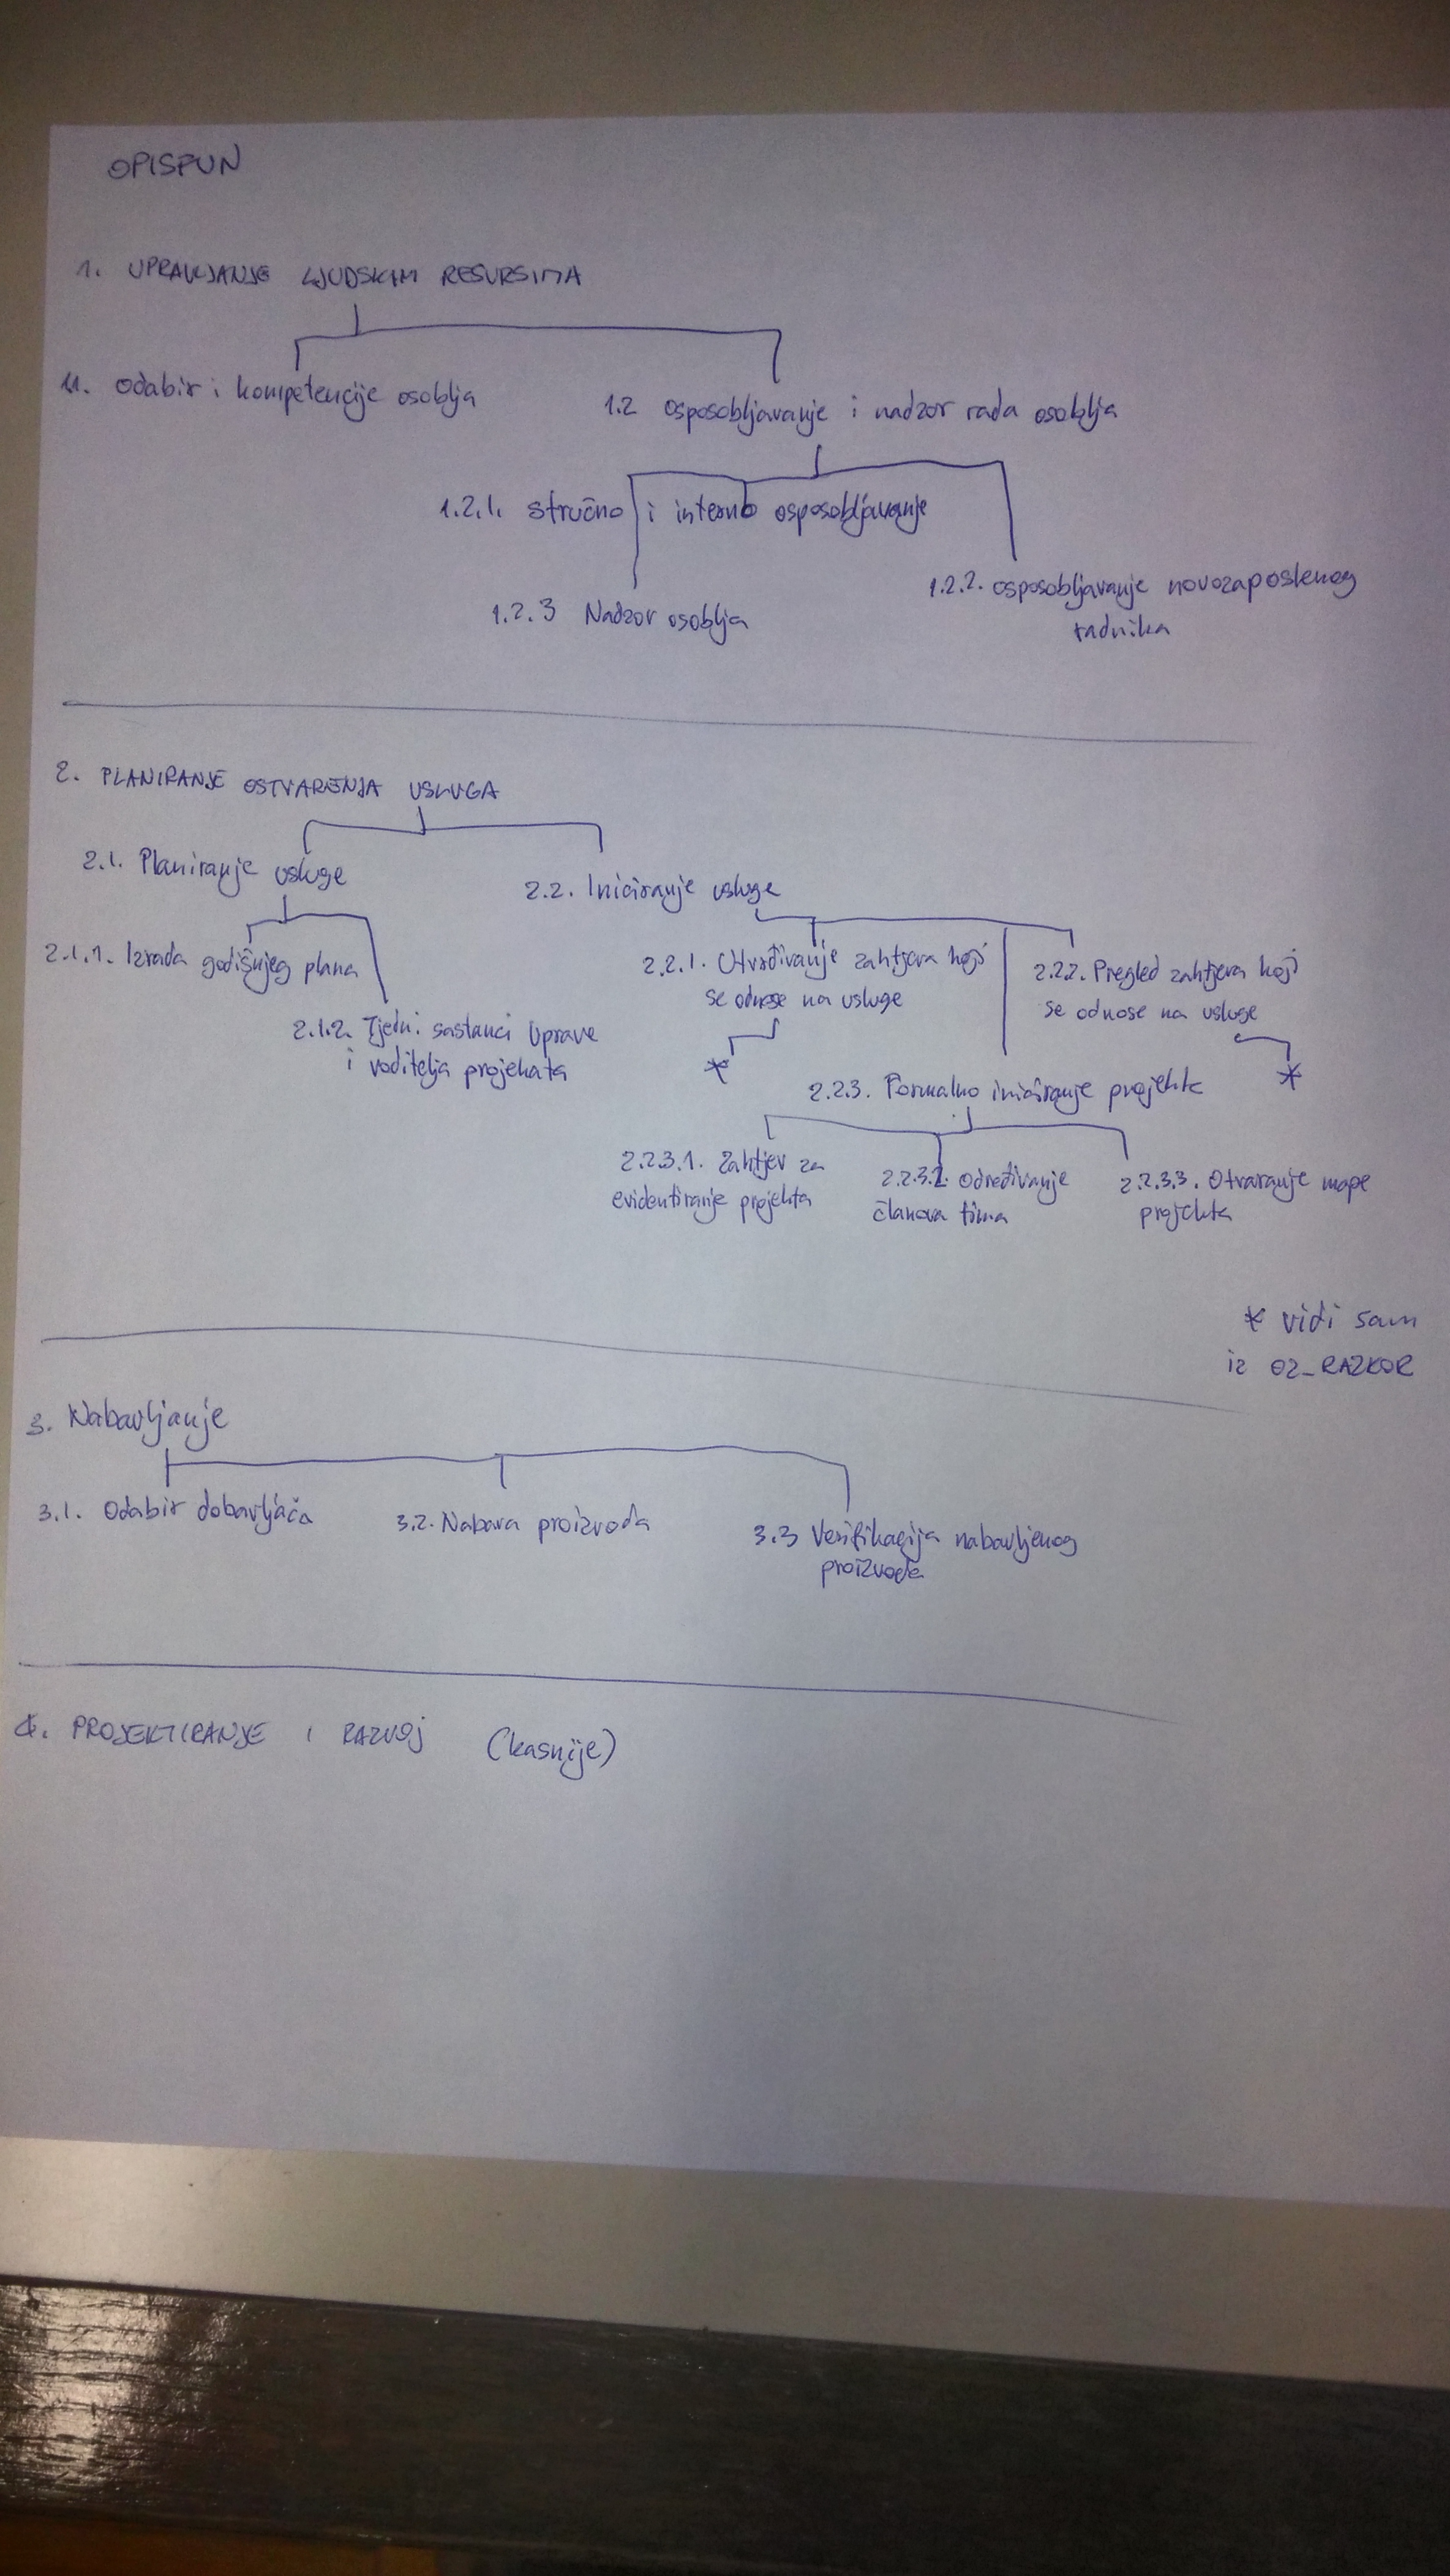 OPISFUN
1. UPRAVLJANJE LJUDSKIM RESURSIMA
1.1. Odabir i kompetencije osoblja
1.2 osposobljavanje i nadzor rada osoblja
1.2.1. stručno i interno osposobljavanje
1.2.2. osposobljavanje novozaposlenog
radnika
1.2.3 Nadzor osoblja
2. PLANIRANJE OSTVARENJA USLUGA
2.1. Planiranje usluge
2.2. Iniciranje usluge
2.1.1. Izrada godišnjeg plana
2.2.1. Utvrđivanje zahtjeva koji
se odnose na usluge
2.2.2. Pregled zahtjeva koji
se odnose na usluge
2.1.2. Tjedni sastanci Uprave
i voditelja projekata
*
*
2.2.3. Formalno iniciranje projekta
2.2.3.1. Zahtjev za
evidentiranje projekta
2.2.3.2. određivanje
članova tima
2.2.3.3. Otvaranje mape
projekta
* vidi sam
iz 02_RAZKOR
3. Nabavljanje
3.1. Odabir dobavljača
3.2. Nabava proizvoda
3.3 Verifikacija nabavljenog
proizvoda
4. PROJEKTIRANJE I RAZVOJ (kasnije)